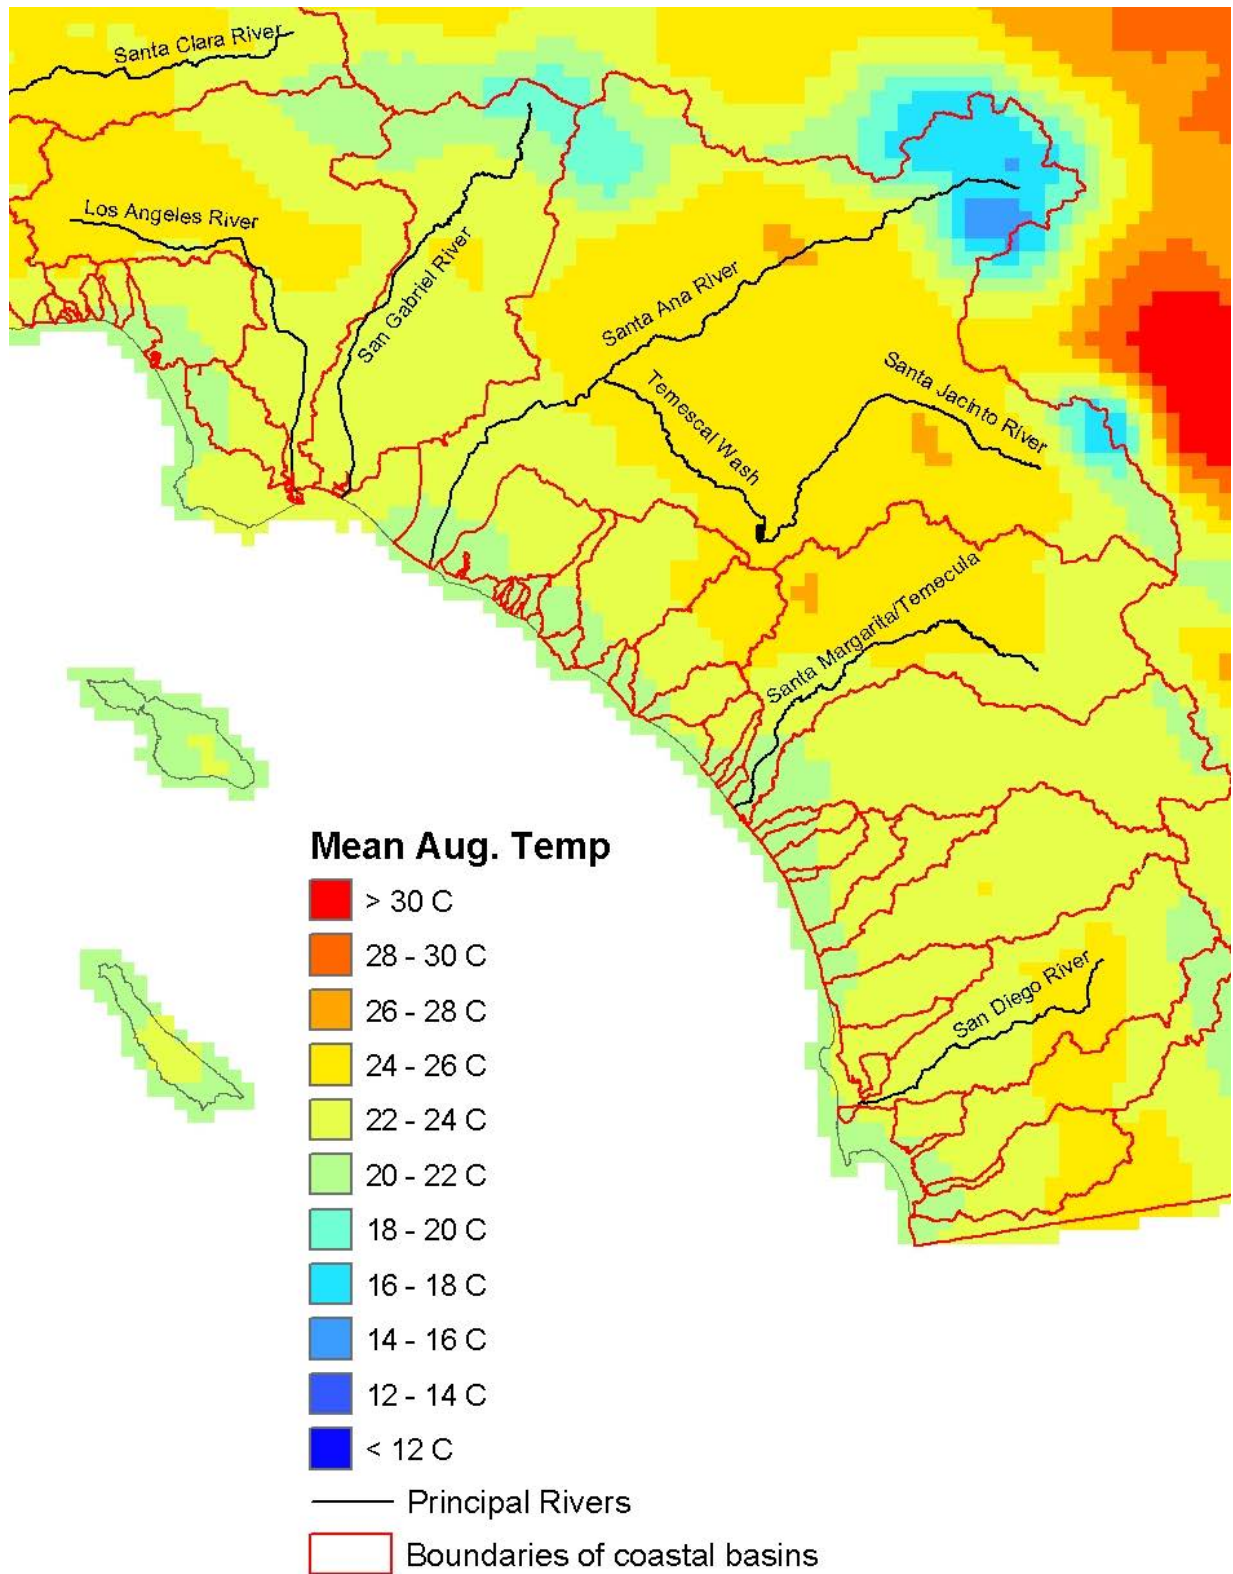 Santa Clara River
Los Angeles River
San Gabriel River
Santa Ana River
Temescal Wash
Santa Jacinto River
Santa Margarita/Temecula
San Diego River
Mean Aug. Temp
> 30 C
28 - 30 C
26 - 28 C
24 - 26 C
22 - 24 C
20 - 22 C
18 - 20 C
16 - 18 C
14 - 16 C
12 - 14 C
< 12 C
Principal Rivers
Boundaries of coastal basins